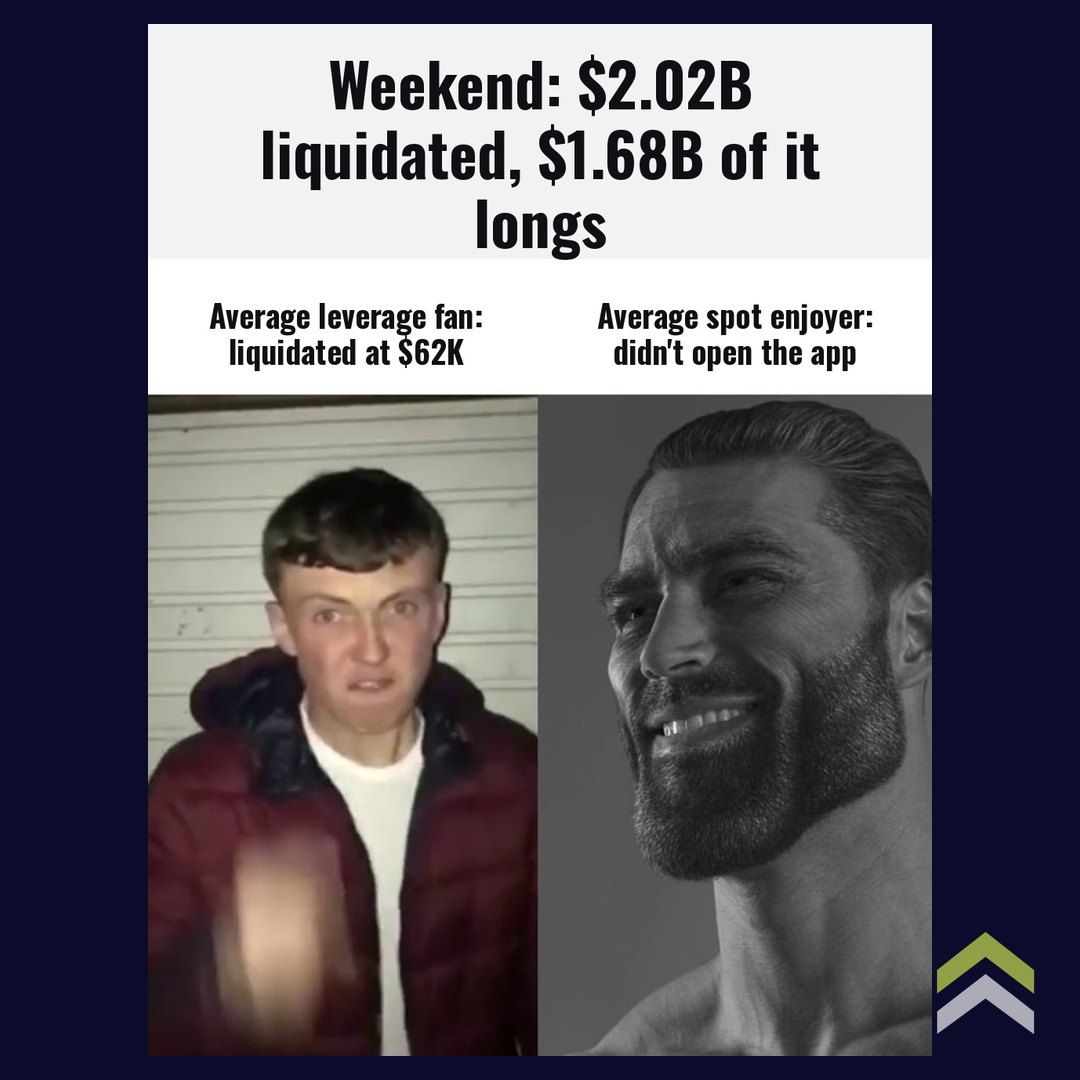 Weekend: $2.02B
liquidated, $1.68B of it
longs
Average leverage fan:
liquidated at $62K
Average spot enjoyer:
didn't open the app